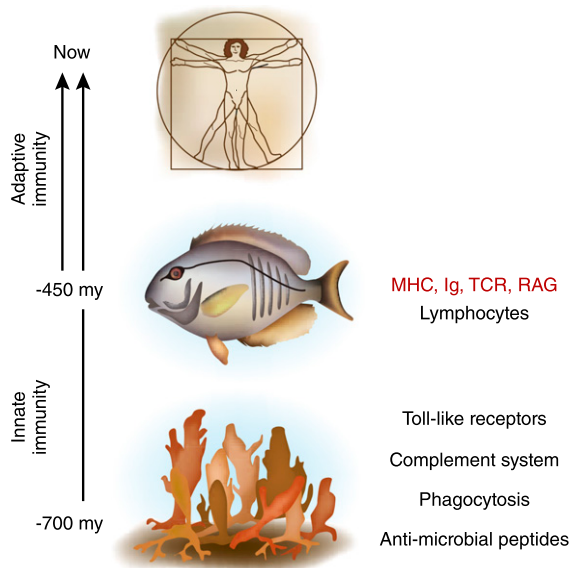 Now
Adaptive
immunity
-450 my
MHC, Ig, TCR, RAG
Lymphocytes
Innate
immunity
Toll-like receptors
Complement system
Phagocytosis
-700 my
Anti-microbial peptides